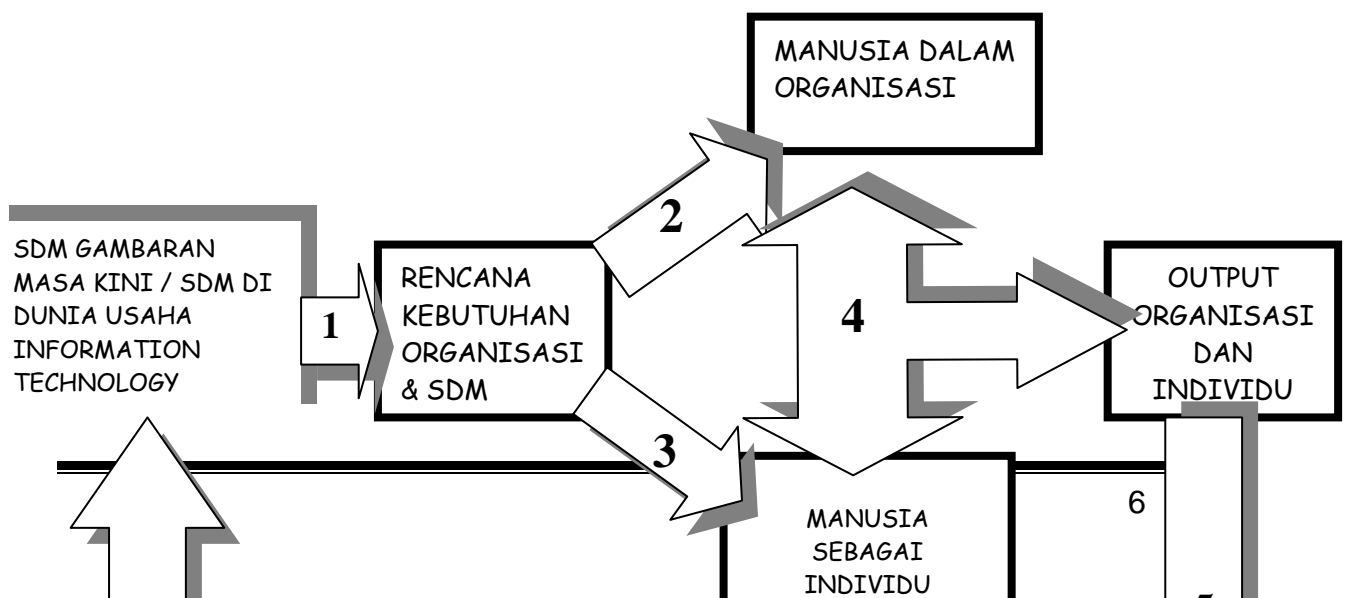 MANUSIA DALAM
ORGANISASI
2
SDM GAMBARAN
MASA KINI / SDM DI
DUNIA USAHA
INFORMATION
TECHNOLOGY
1
RENCANA
KEBUTUHAN
ORGANISASI
& SDM
4
OUTPUT
ORGANISASI
DAN
INDIVIDU
3
6
MANUSIA
SEBAGAI
INDIVIDU